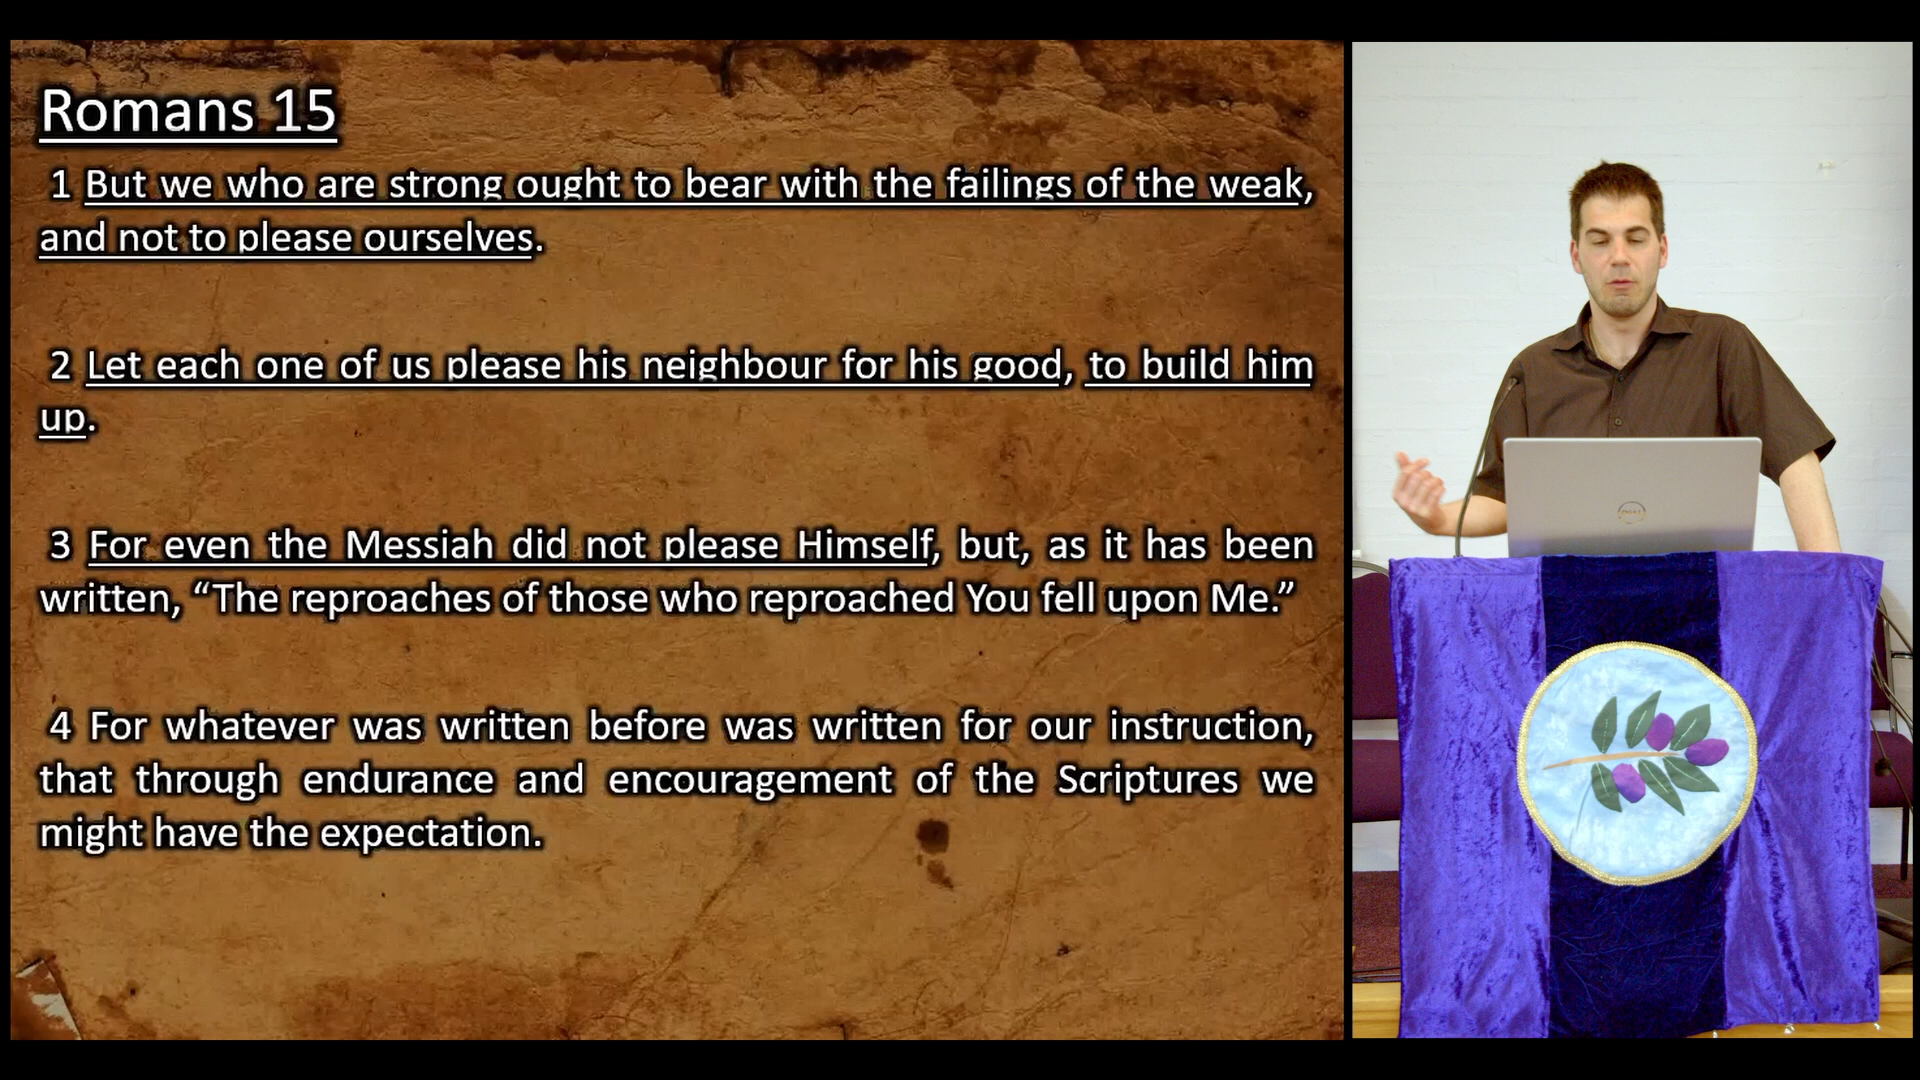 Romans 15
1 But we who are strong ought to bear with the failings of the weak,
and not to please ourselves.
2 Let each one of us please his neighbour for his good, to build him
up.
3 For even the Messiah did not please Himself, but, as it has been
written, “The reproaches of those who reproached You fell upon Me.”
4 For whatever was written before was written for our instruction,
that through endurance and encouragement of the Scriptures we
might have the expectation.
DELL